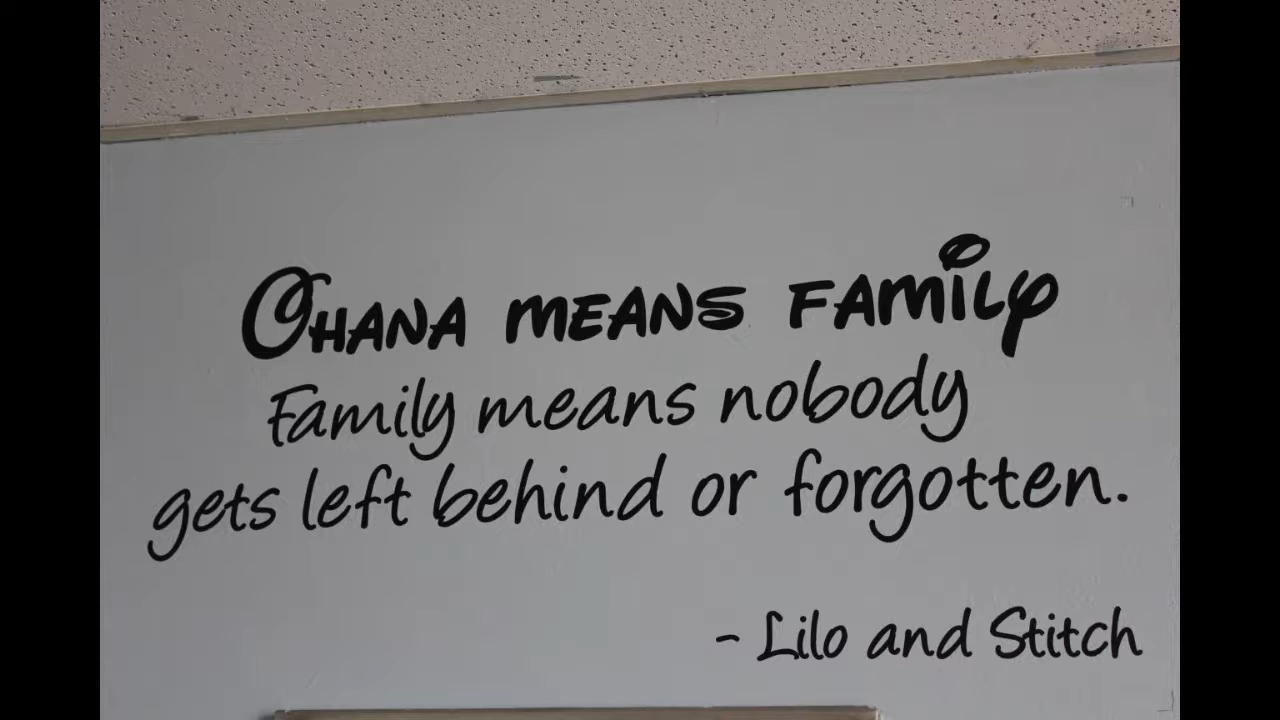 Ohana means family
Family means nobody
gets left behind or forgotten.
- Lilo and Stitch